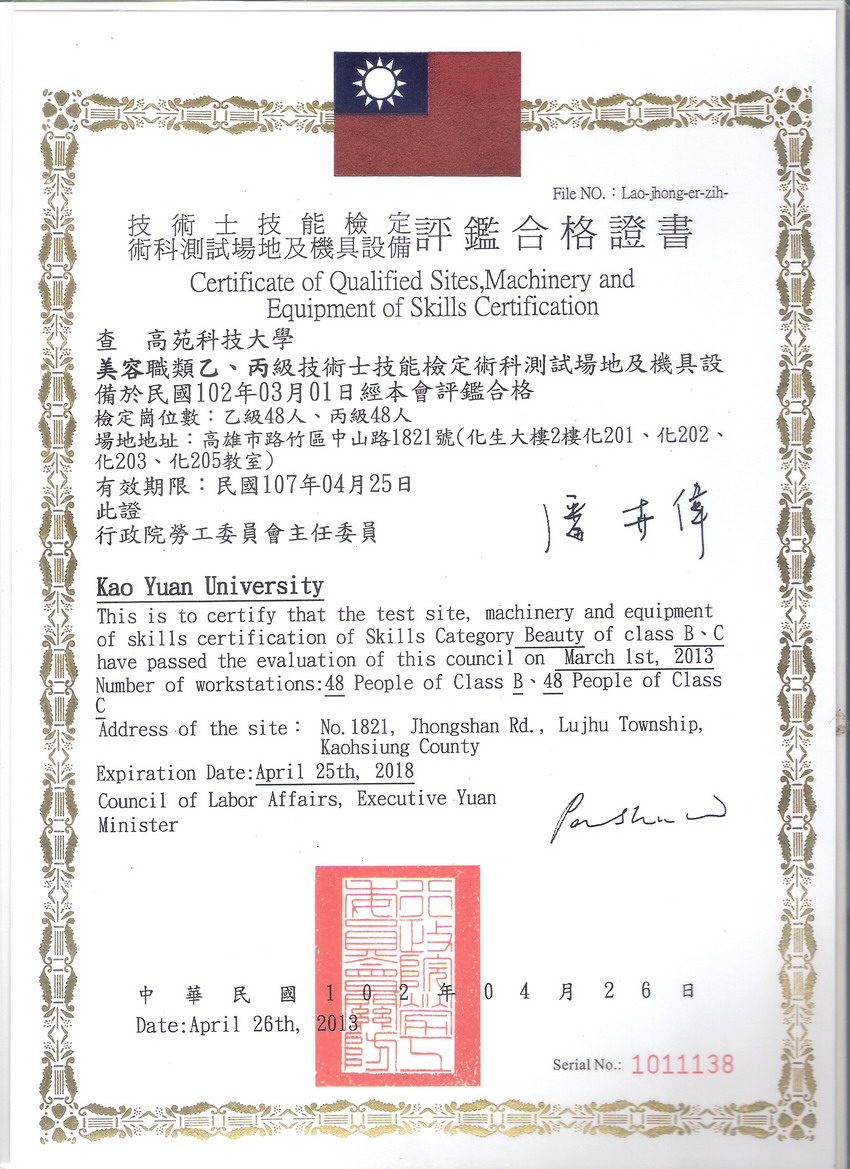 File NO.：Lao-jhong-er-zih-
技術士技能檢定
術科測試場地及機具設備評鑑合格證書
Certificate of Qualified Sites,Machinery and
Equipment of Skills Certification
查　高苑科技大學
美容職類乙、丙級技術士技能檢定術科測試場地及機具設
備於民國102年03月01日經本會評鑑合格
檢定崗位數：乙級48人、丙級48人
場地地址：高雄市路竹區中山路1821號(化生大樓2樓化201、化202、
化203、化205教室)
有效期限：民國107年04月25日
此證
行政院勞工委員會主任委員
潘世偉
Kao Yuan University
This is to certify that the test site, machinery and equipment
of skills certification of Skills Category Beauty of class B、C
have passed the evaluation of this council on March 1st, 2013
Number of workstations:48 People of Class B、48 People of Class
C
Address of the site： No.1821, Jhongshan Rd., Lujhu Township,
Kaohsiung County
Expiration Date:April 25th, 2018
Council of Labor Affairs, Executive Yuan
Minister
中華民國102年04月26日
Date:April 26th, 2013
行政院勞工委員會關防
Serial No.: 1011138